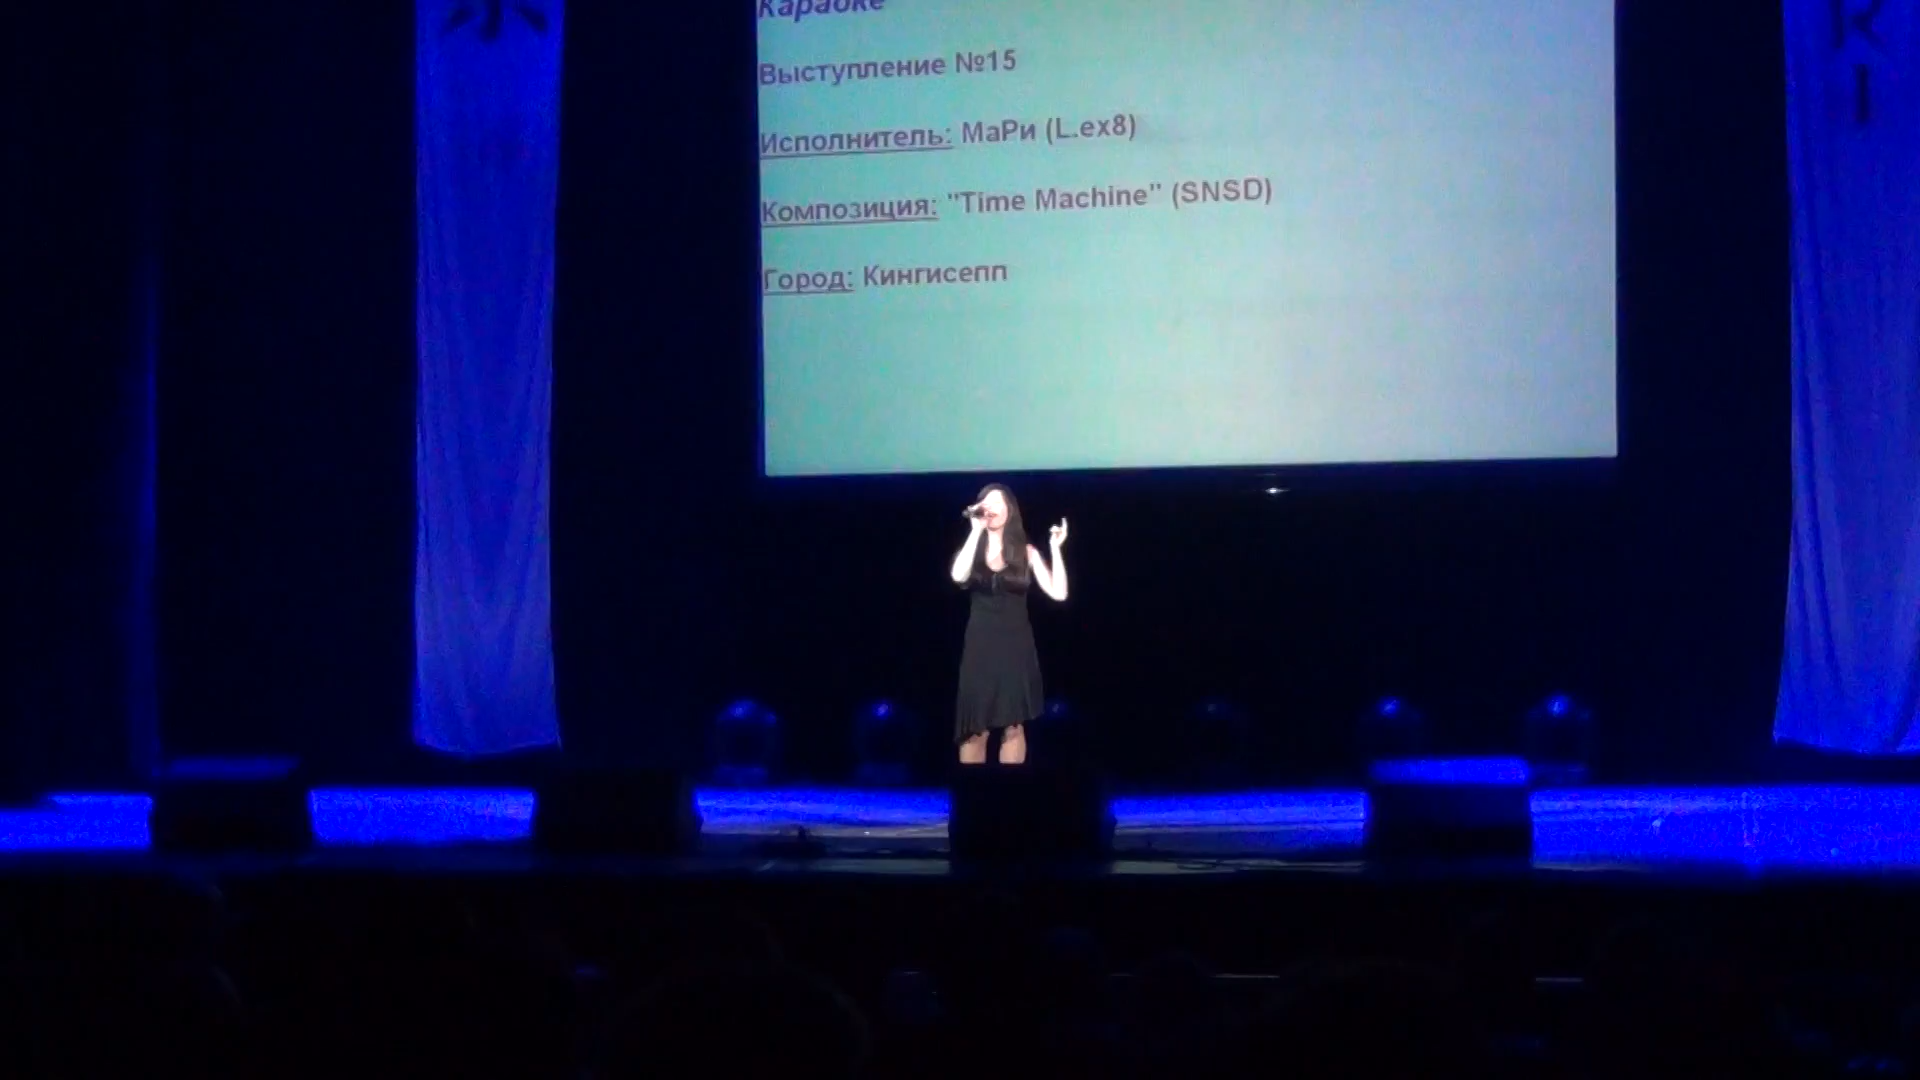 Караоке
Выступление №15
Исполнитель: МаРи (L.ex8)
Композиция: "Time Machine" (SNSD)
Город: Кингисепп
K
I